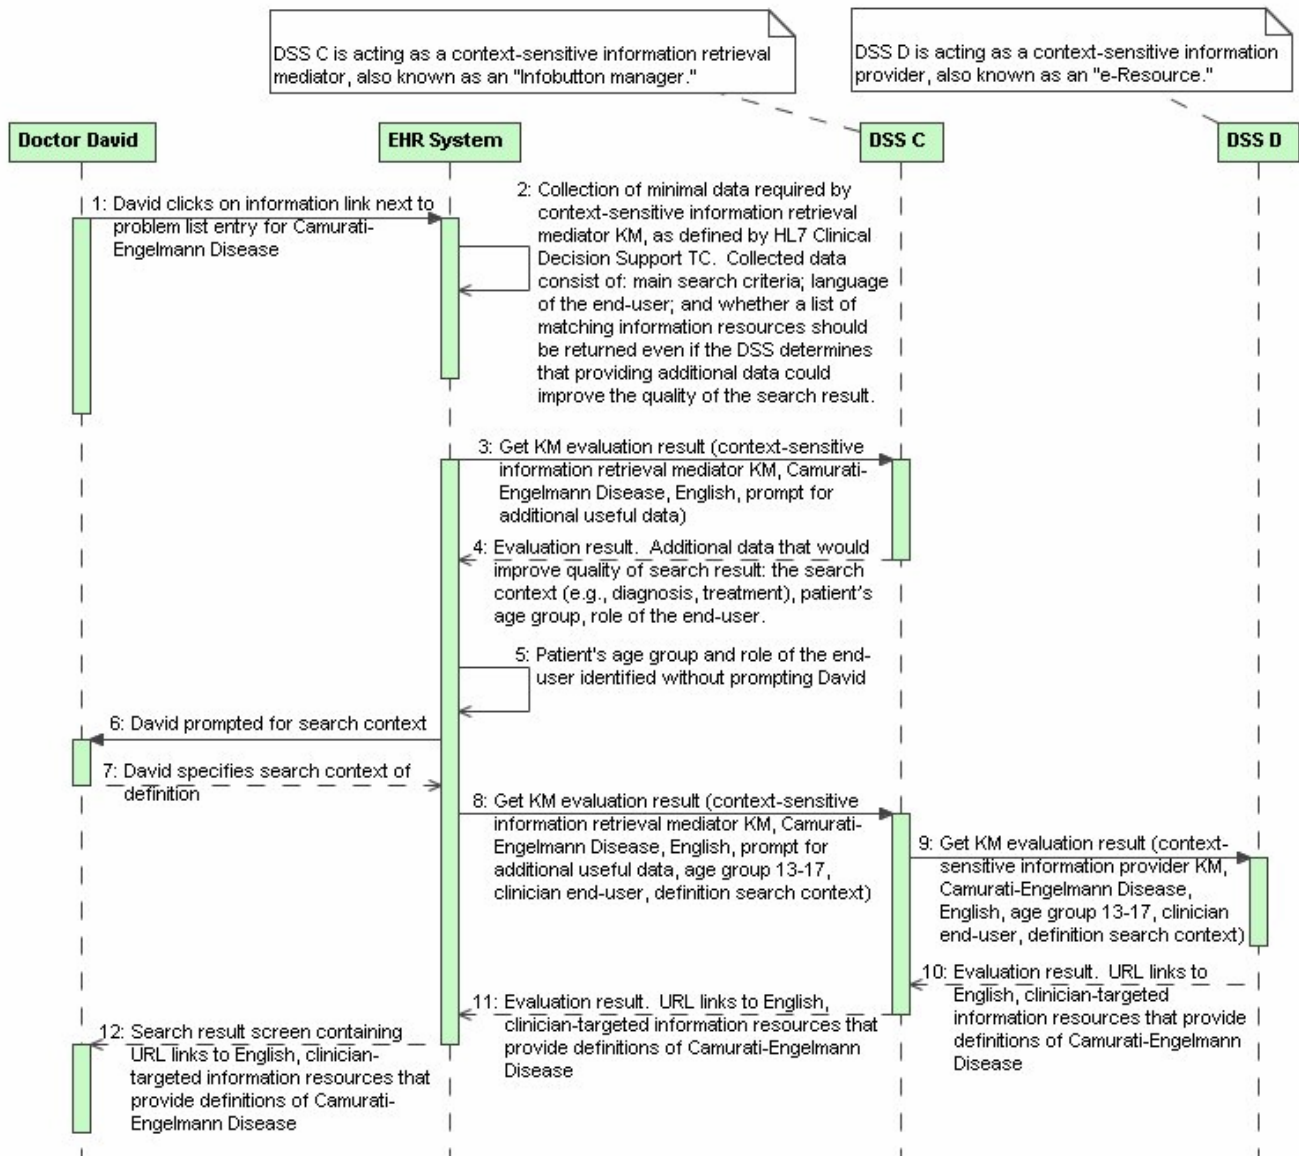 DSS C is acting as a context-sensitive information retrieval
mediator, also known as an "Infobutton manager."
DSS D is acting as a context-sensitive information
provider, also known as an "e-Resource."
Doctor David
EHR System
DSS C
DSS D
1: David clicks on information link next to
problem list entry for Camurati-
Engelmann Disease
2: Collection of minimal data required by
context-sensitive information retrieval
mediator KM, as defined by HL7 Clinical
Decision Support TC. Collected data
consist of: main search criteria; language
of the end-user; and whether a list of
matching information resources should
be returned even if the DSS determines
that providing additional data could
improve the quality of the search result.
3: Get KM evaluation result (context-sensitive
information retrieval mediator KM, Camurati-
Engelmann Disease, English, prompt for
additional useful data)
4: Evaluation result. Additional data that would
improve quality of search result: the search
context (e.g., diagnosis, treatment), patient's
age group, role of the end-user.
5: Patient's age group and role of the end-
user identified without prompting David
6: David prompted for search context
7: David specifies search context of
definition
8: Get KM evaluation result (context-sensitive
information retrieval mediator KM, Camurati-
Engelmann Disease, English, prompt for
additional useful data, age group 13-17,
clinician end-user, definition search context)
9: Get KM evaluation result (context-
sensitive information provider KM,
Camurati-Engelmann Disease,
English, age group 13-17, clinician
end-user, definition search context)
10: Evaluation result. URL links to
English, clinician-targeted
information resources that provide
definitions of Camurati-Engelmann
Disease
11: Evaluation result. URL links to English,
clinician-targeted information resources that
provide definitions of Camurati-Engelmann
Disease
12: Search result screen containing
URL links to English, clinician-
targeted information resources that
provide definitions of Camurati-
Engelmann Disease